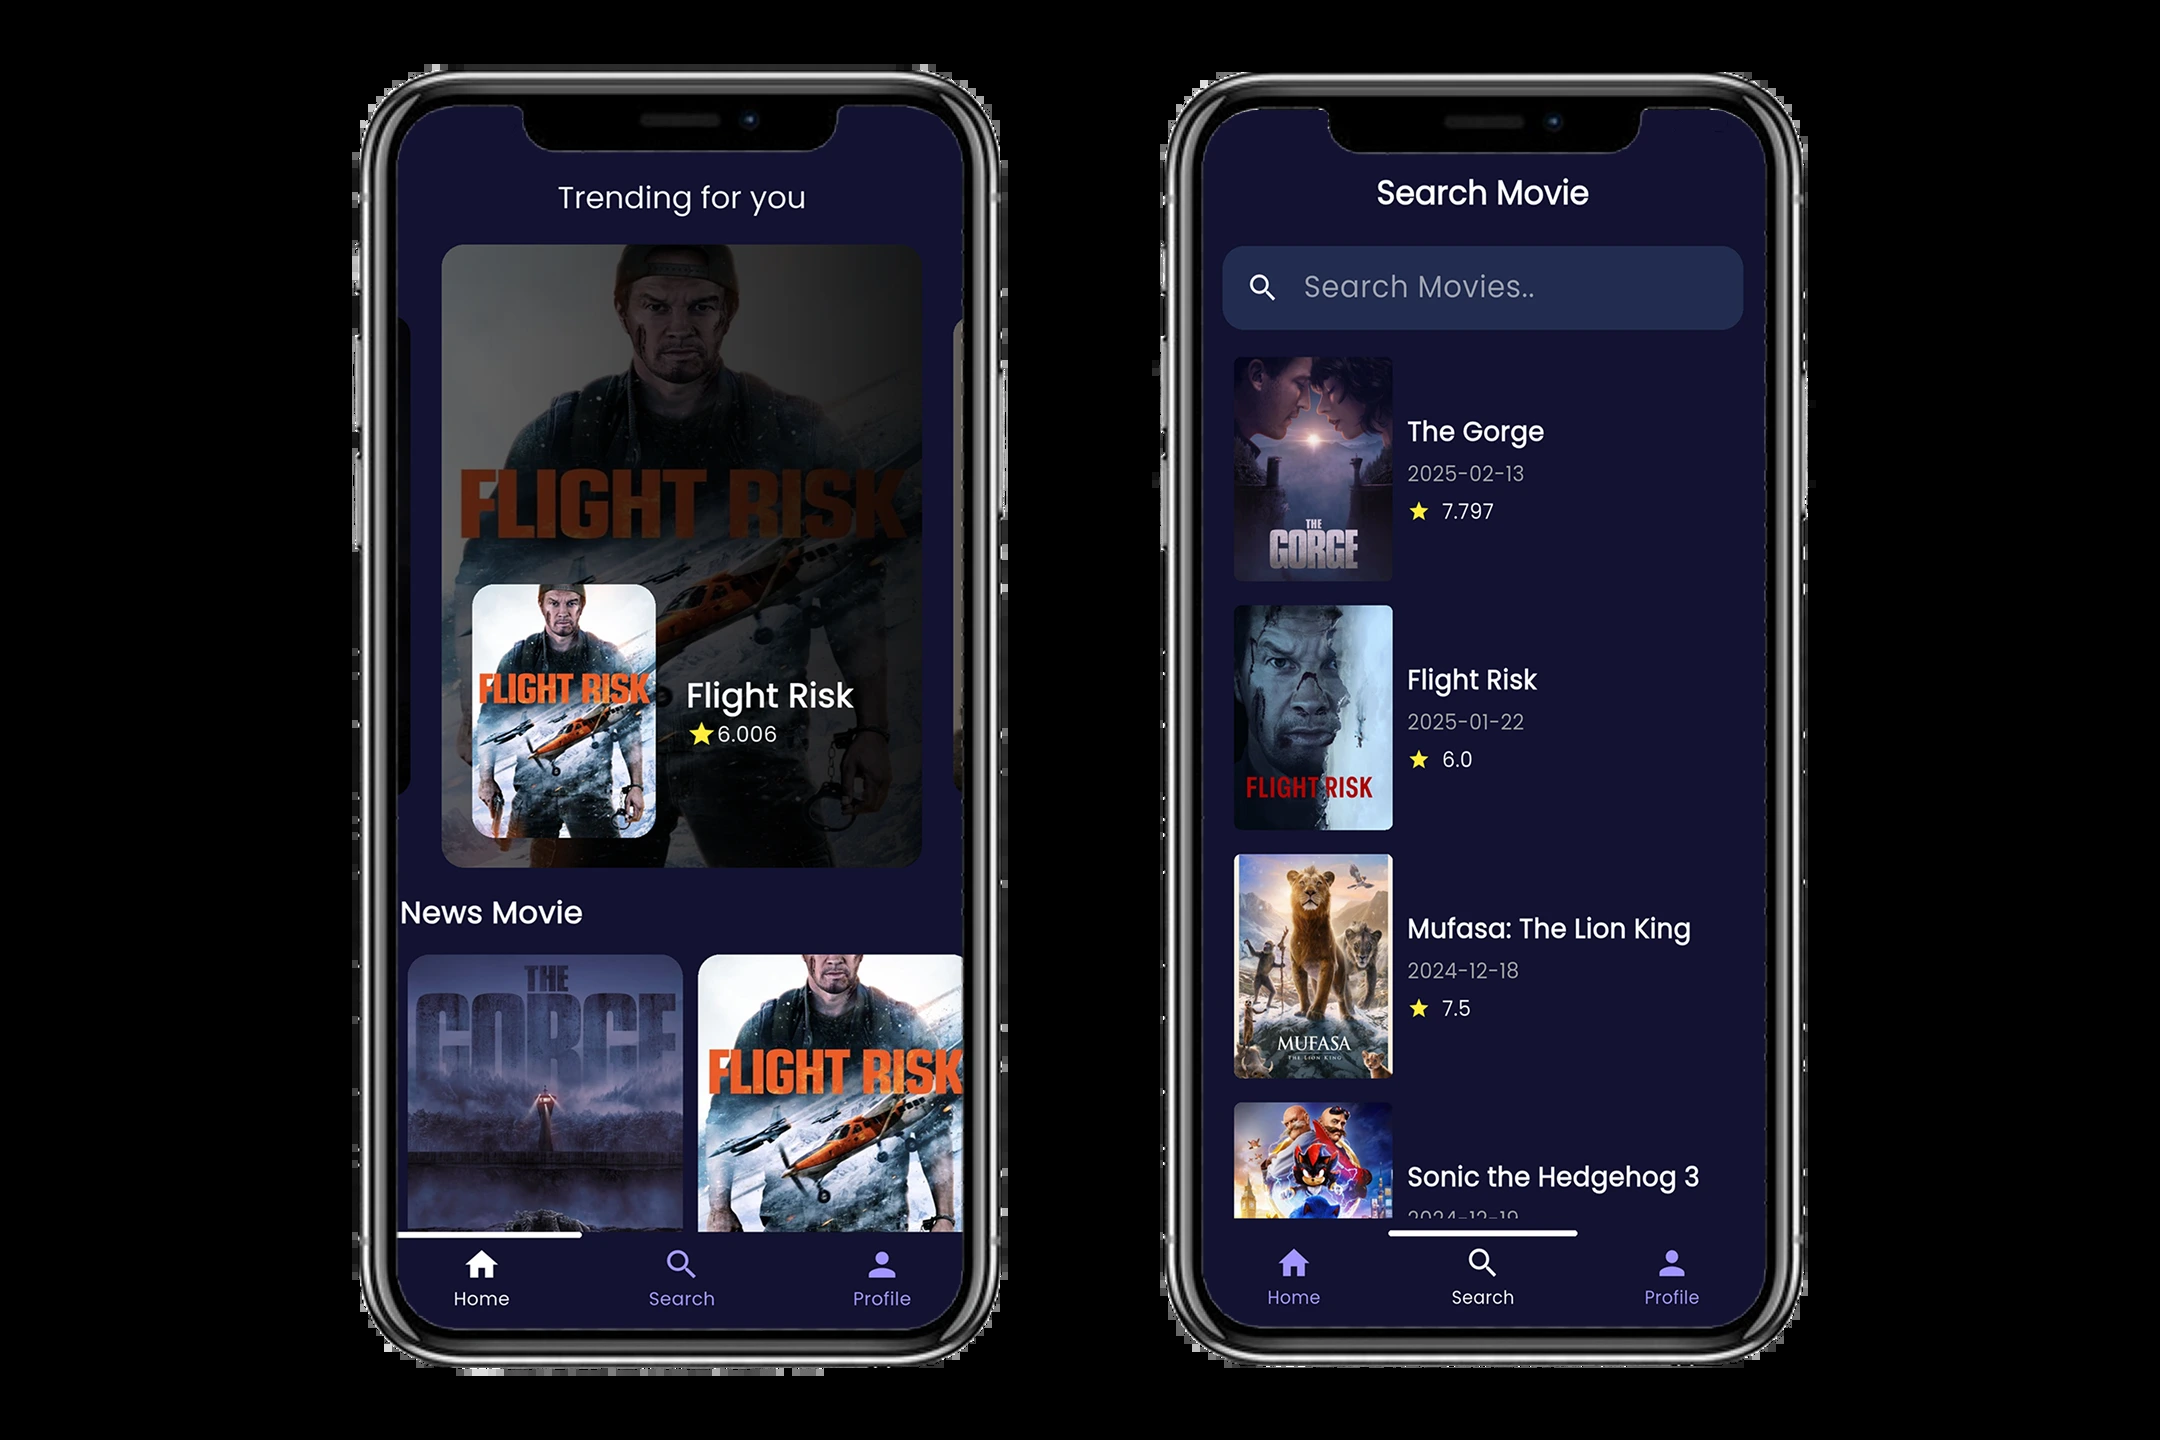 Trending for you
FLIGHT RISK
FLIGHT RISK
Flight Risk
6.006
News Movie
THE
GORGE
FLIGHT RISK
Home
Search
Profile
Search Movie
Search Movies..
THE
GORGE
The Gorge
2025-02-13
7.797
FLIGHT RISK
Flight Risk
2025-01-22
6.0
MUFASA
THE LION KING
Mufasa: The Lion King
2024-12-18
7.5
Sonic the Hedgehog 3
2024-12-19
Home
Search
Profile